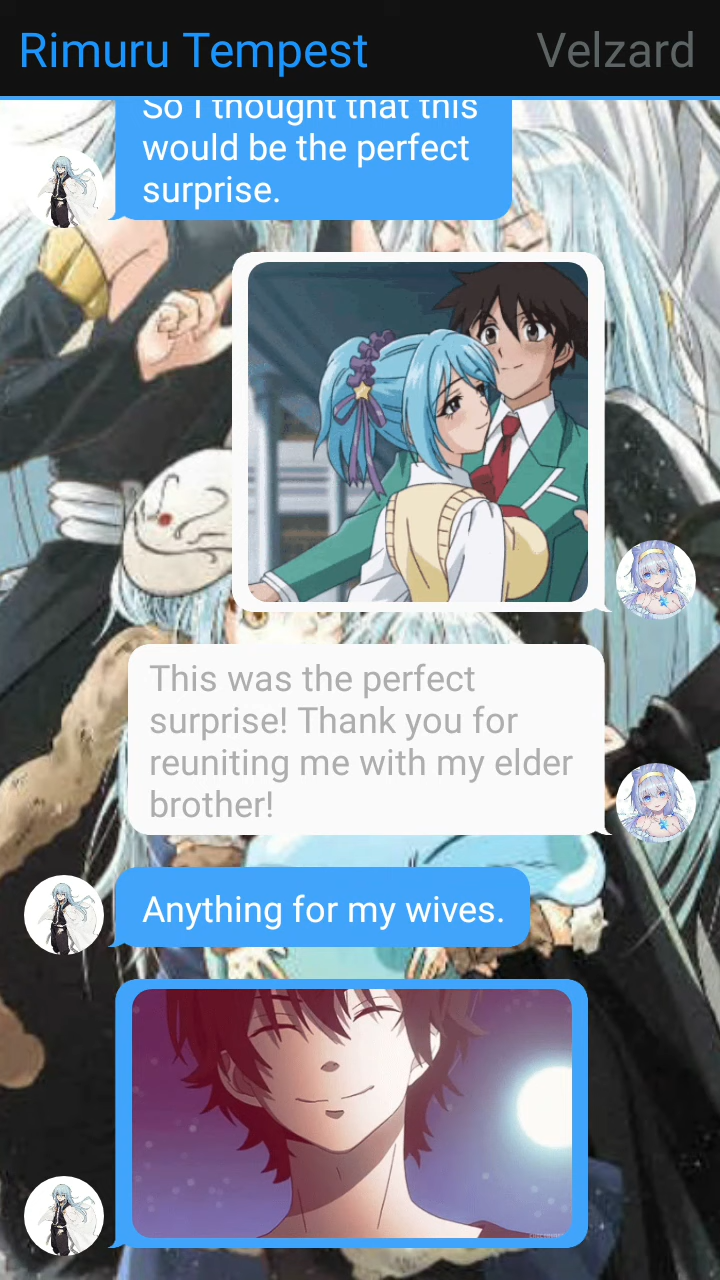 Rimuru Tempest
Velzard
So I thought that this
would be the perfect
surprise.
This was the perfect
surprise! Thank you for
reuniting me with my elder
brother!
Anything for my wives.